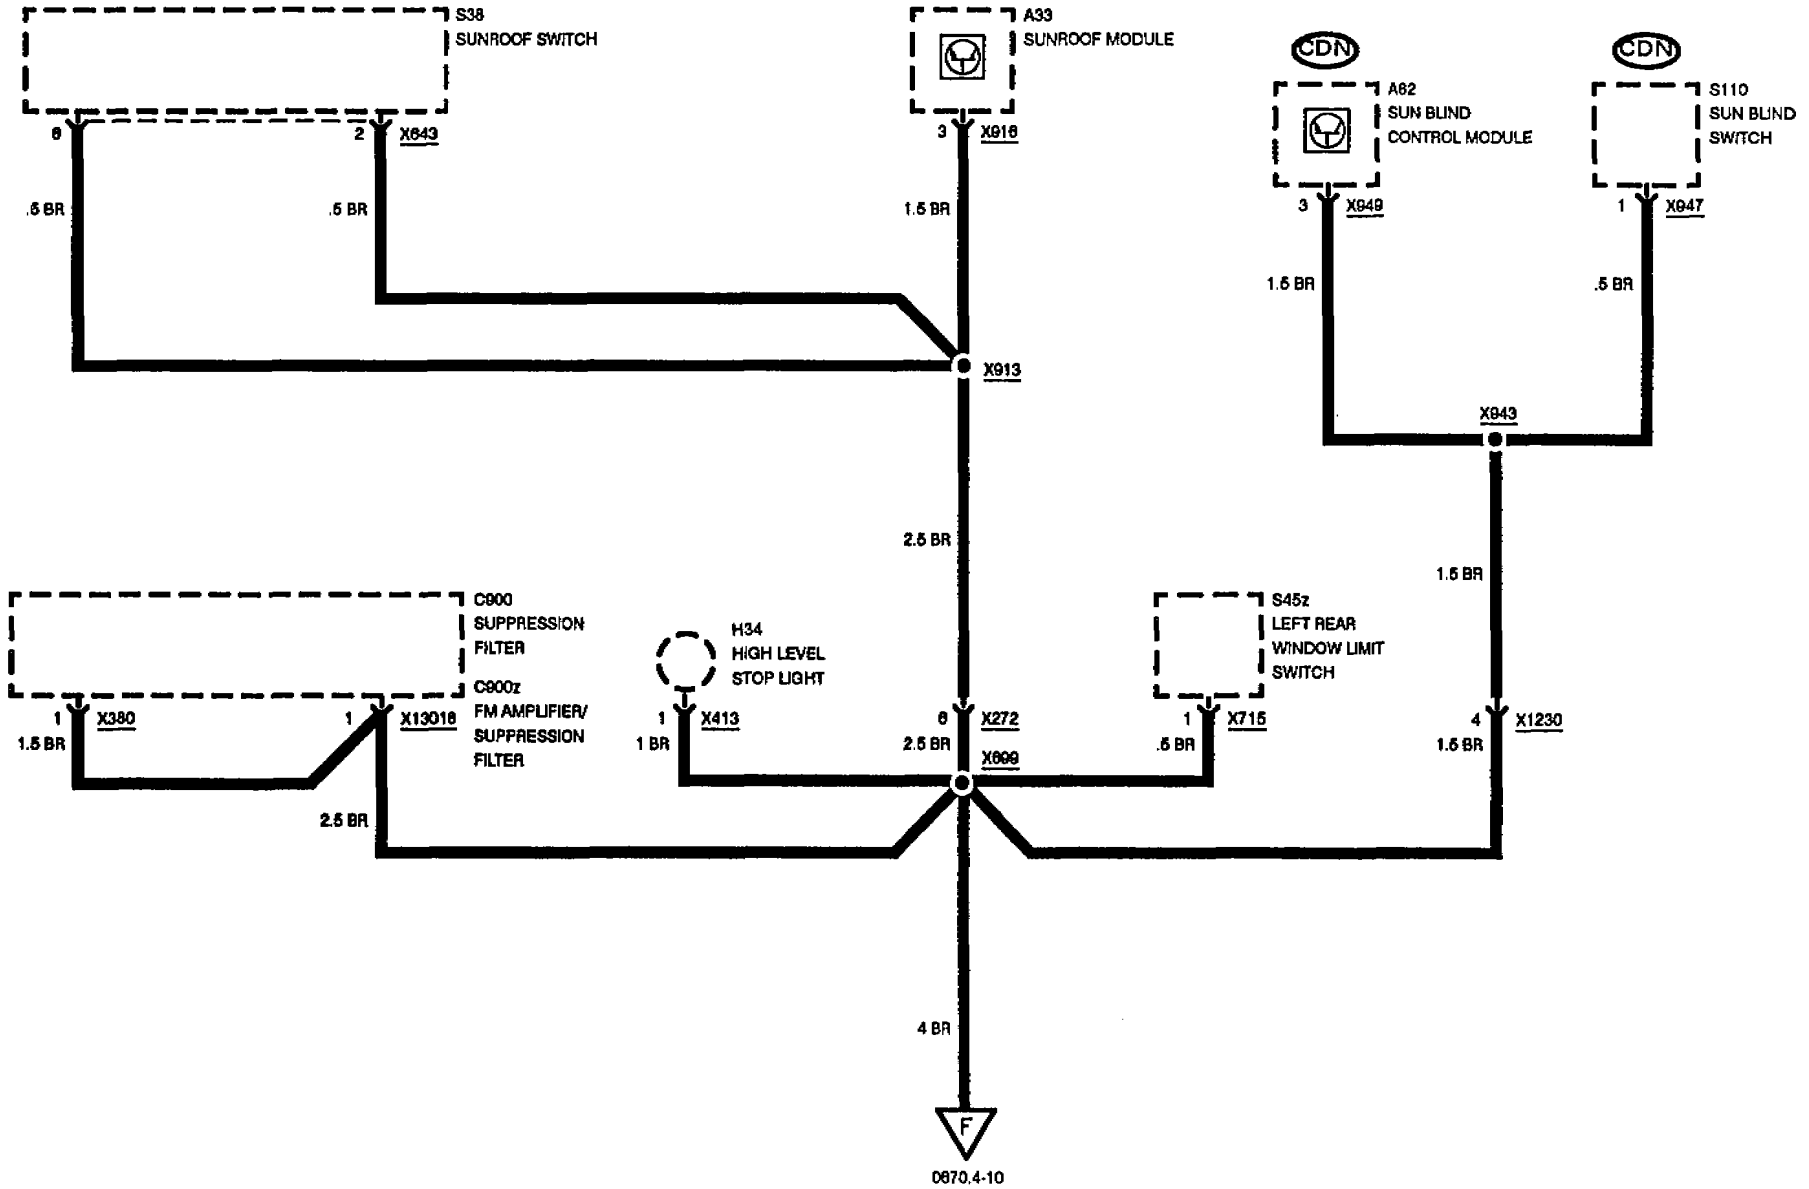 S38
SUNROOF SWITCH
A33
SUNROOF MODULE
CDN
CDN
A62
SUN BLIND
CONTROL MODULE
S110
SUN BLIND
SWITCH
6
2
X643
3
X916
3
X949
1
X947
.5 BR
.5 BR
1.5 BR
1.5 BR
.5 BR
X913
X943
2.5 BR
1.5 BR
C900
SUPPRESSION
FILTER
C900z
FM AMPLIFIER/
SUPPRESSION
FILTER
H34
HIGH LEVEL
STOP LIGHT
S45z
LEFT REAR
WINDOW LIMIT
SWITCH
1
X380
1
X13016
1
X413
6
X272
1
X715
4
X1230
1.5 BR
1 BR
2.5 BR
.5 BR
1.5 BR
X699
2.5 BR
4 BR
F
0670.4-10